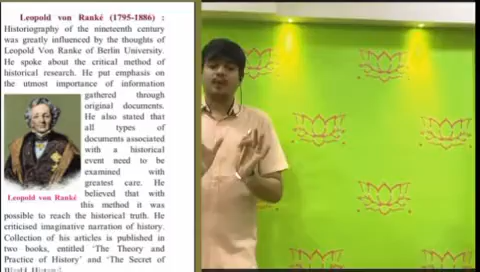 Leopold von Ranké (1795-1886) :
Historiography of the nineteenth century
was greatly influenced by the thoughts of
Leopold Von Ranke of Berlin University.
He spoke about the critical method of
historical research. He put emphasis on
the utmost importance of information
gathered through
original documents.
He also stated that
all types of
documents associated
with a historical
event need to be
examined with
greatest care. He
believed that with
this method it was
Leopold von Ranké
possible to reach the historical truth. He
criticised imaginative narration of history.
Collection of his articles is published in
two books, entitled ‘The Theory and
Practice of History’ and ‘The Secret of
World History’